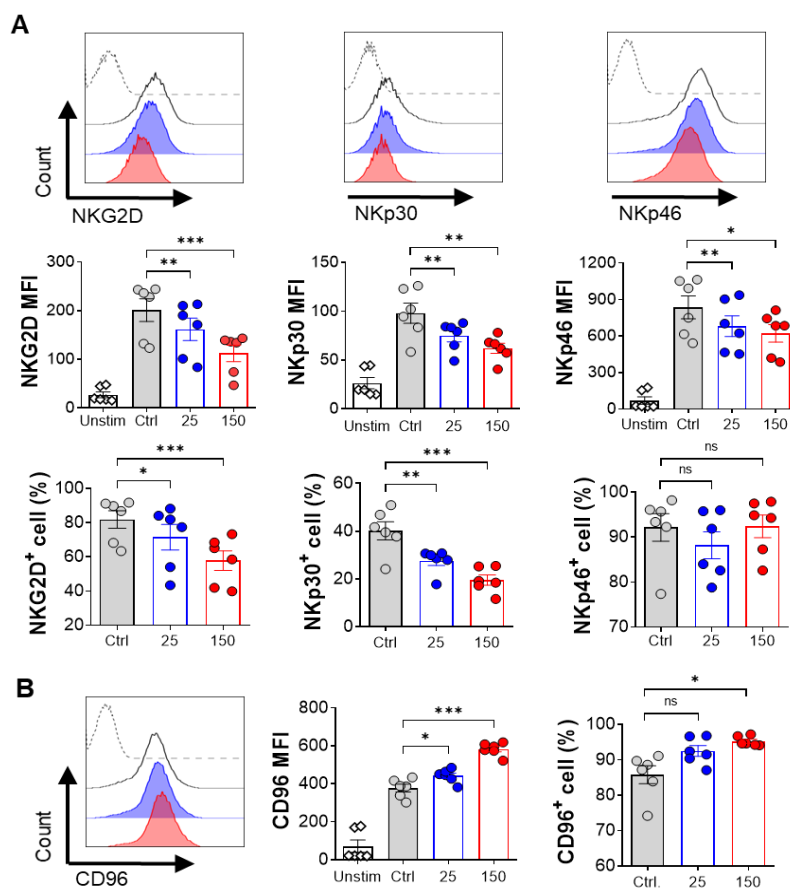 A
Count
NKG2D
NKp30
NKp46
NKG2D MFI
300
200
100
0
Unstim Ctrl 25 150
** ***
NKp30 MFI
150
100
50
0
Unstim Ctrl 25 150
** **
NKp46 MFI
1200
900
600
300
0
Unstim Ctrl 25 150
** *
NKG2D+ cell (%)
100
80
60
40
20
Ctrl 25 150
* ***
NKp30+ cell (%)
60
40
20
0
Ctrl 25 150
** ***
NKp46+ cell (%)
100
90
80
70
Ctrl 25 150
ns ns
B
Count
CD96
CD96 MFI
800
600
400
200
0
Unstim Ctrl 25 150
* ***
CD96+ cell (%)
100
90
80
70
60
Ctrl. 25 150
ns *